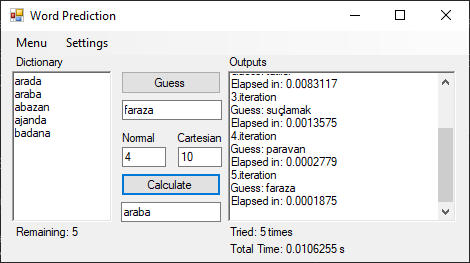 Word Prediction
Menu Settings
Dictionary
arada
araba
abazan
ajanda
badana
Remaining: 5
Guess
faraza
Normal Cartesian
4 10
Calculate
araba
Outputs
Elapsed in: 0.0083117
3.iteration
Guess: suçlamak
Elapsed in: 0.0013575
4.iteration
Guess: paravan
Elapsed in: 0.0002779
5.iteration
Guess: faraza
Elapsed in: 0.0001875
Tried: 5 times
Total Time: 0.0106255 s